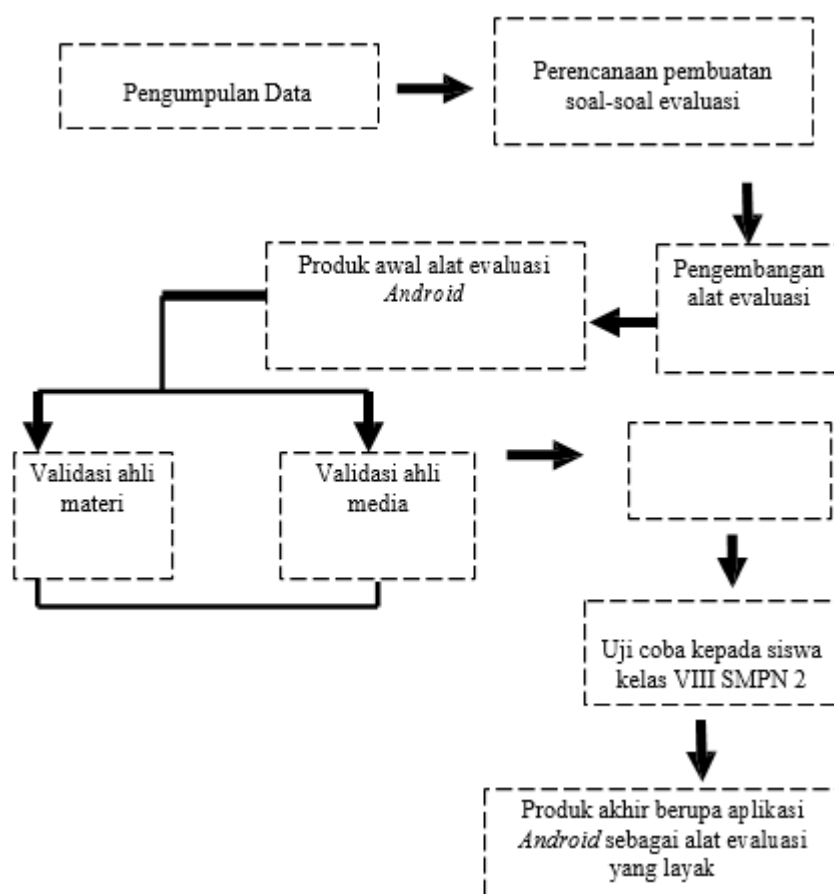 Pengumpulan Data
Perencanaan pembuatan
soal-soal evaluasi
Pengembangan
alat evaluasi
Produk awal alat evaluasi
Android
Validasi ahli
materi
Validasi ahli
media
Uji coba kepada siswa
kelas VIII SMPN 2
Produk akhir berupa aplikasi
Android sebagai alat evaluasi
yang layak